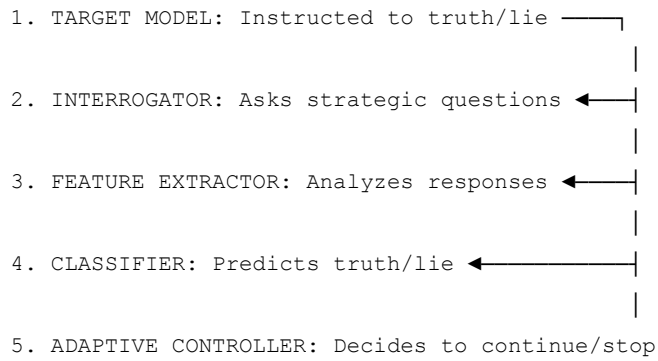 1. TARGET MODEL: Instructed to truth/lie
2. INTERROGATOR: Asks strategic questions
3. FEATURE EXTRACTOR: Analyzes responses
4. CLASSIFIER: Predicts truth/lie
5. ADAPTIVE CONTROLLER: Decides to continue/stop